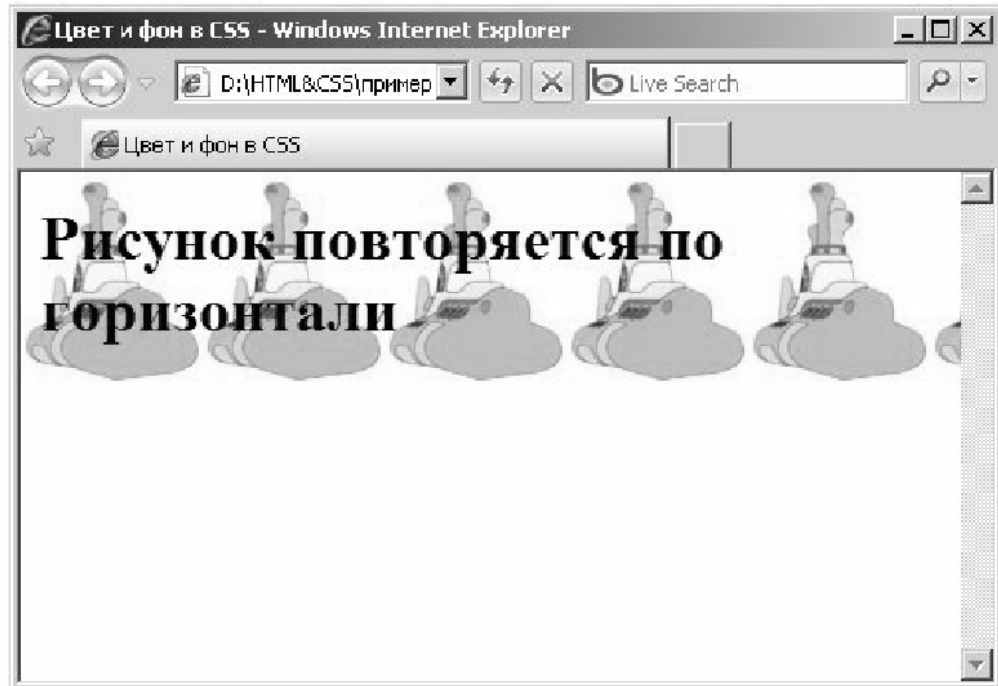 Цвет и фон в CSS - Windows Internet Explorer
D:\HTML&CSS\пример
Live Search
Цвет и фон в CSS
Рисунок повторяется по
горизонтали